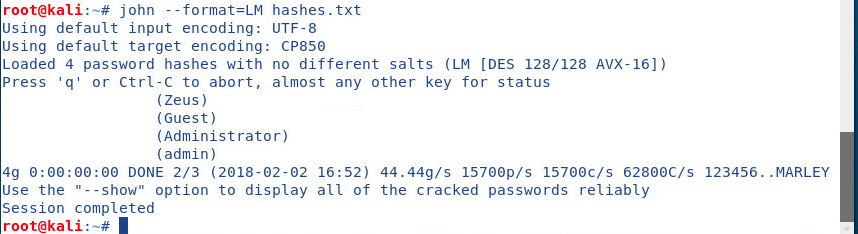 root@kali:~# john --format=LM hashes.txt
Using default input encoding: UTF-8
Using default target encoding: CP850
Loaded 4 password hashes with no different salts (LM [DES 128/128 AVX-16])
Press 'q' or Ctrl-C to abort, almost any other key for status
                 (Zeus)
                 (Guest)
                 (Administrator)
                 (admin)
4g 0:00:00:00 DONE 2/3 (2018-02-02 16:52) 44.44g/s 15700p/s 15700c/s 62800C/s 123456..MARLEY
Use the "--show" option to display all of the cracked passwords reliably
Session completed
root@kali:~#